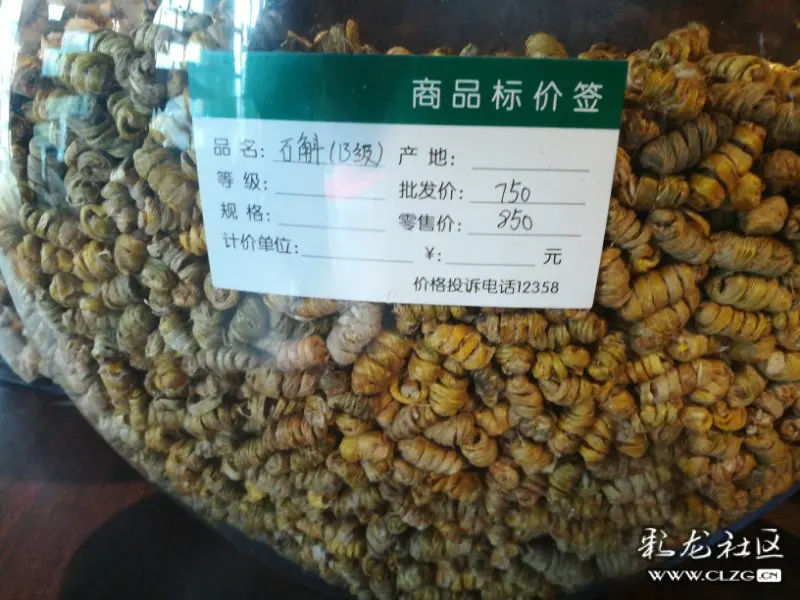 商品标价签
品名: 石斛(B级) 产地:
等级: 批发价: 750
规格: 零售价: 850
计价单位: ¥: 元
价格投诉电话12358
彩龙社区
WWW.CLZG.CN